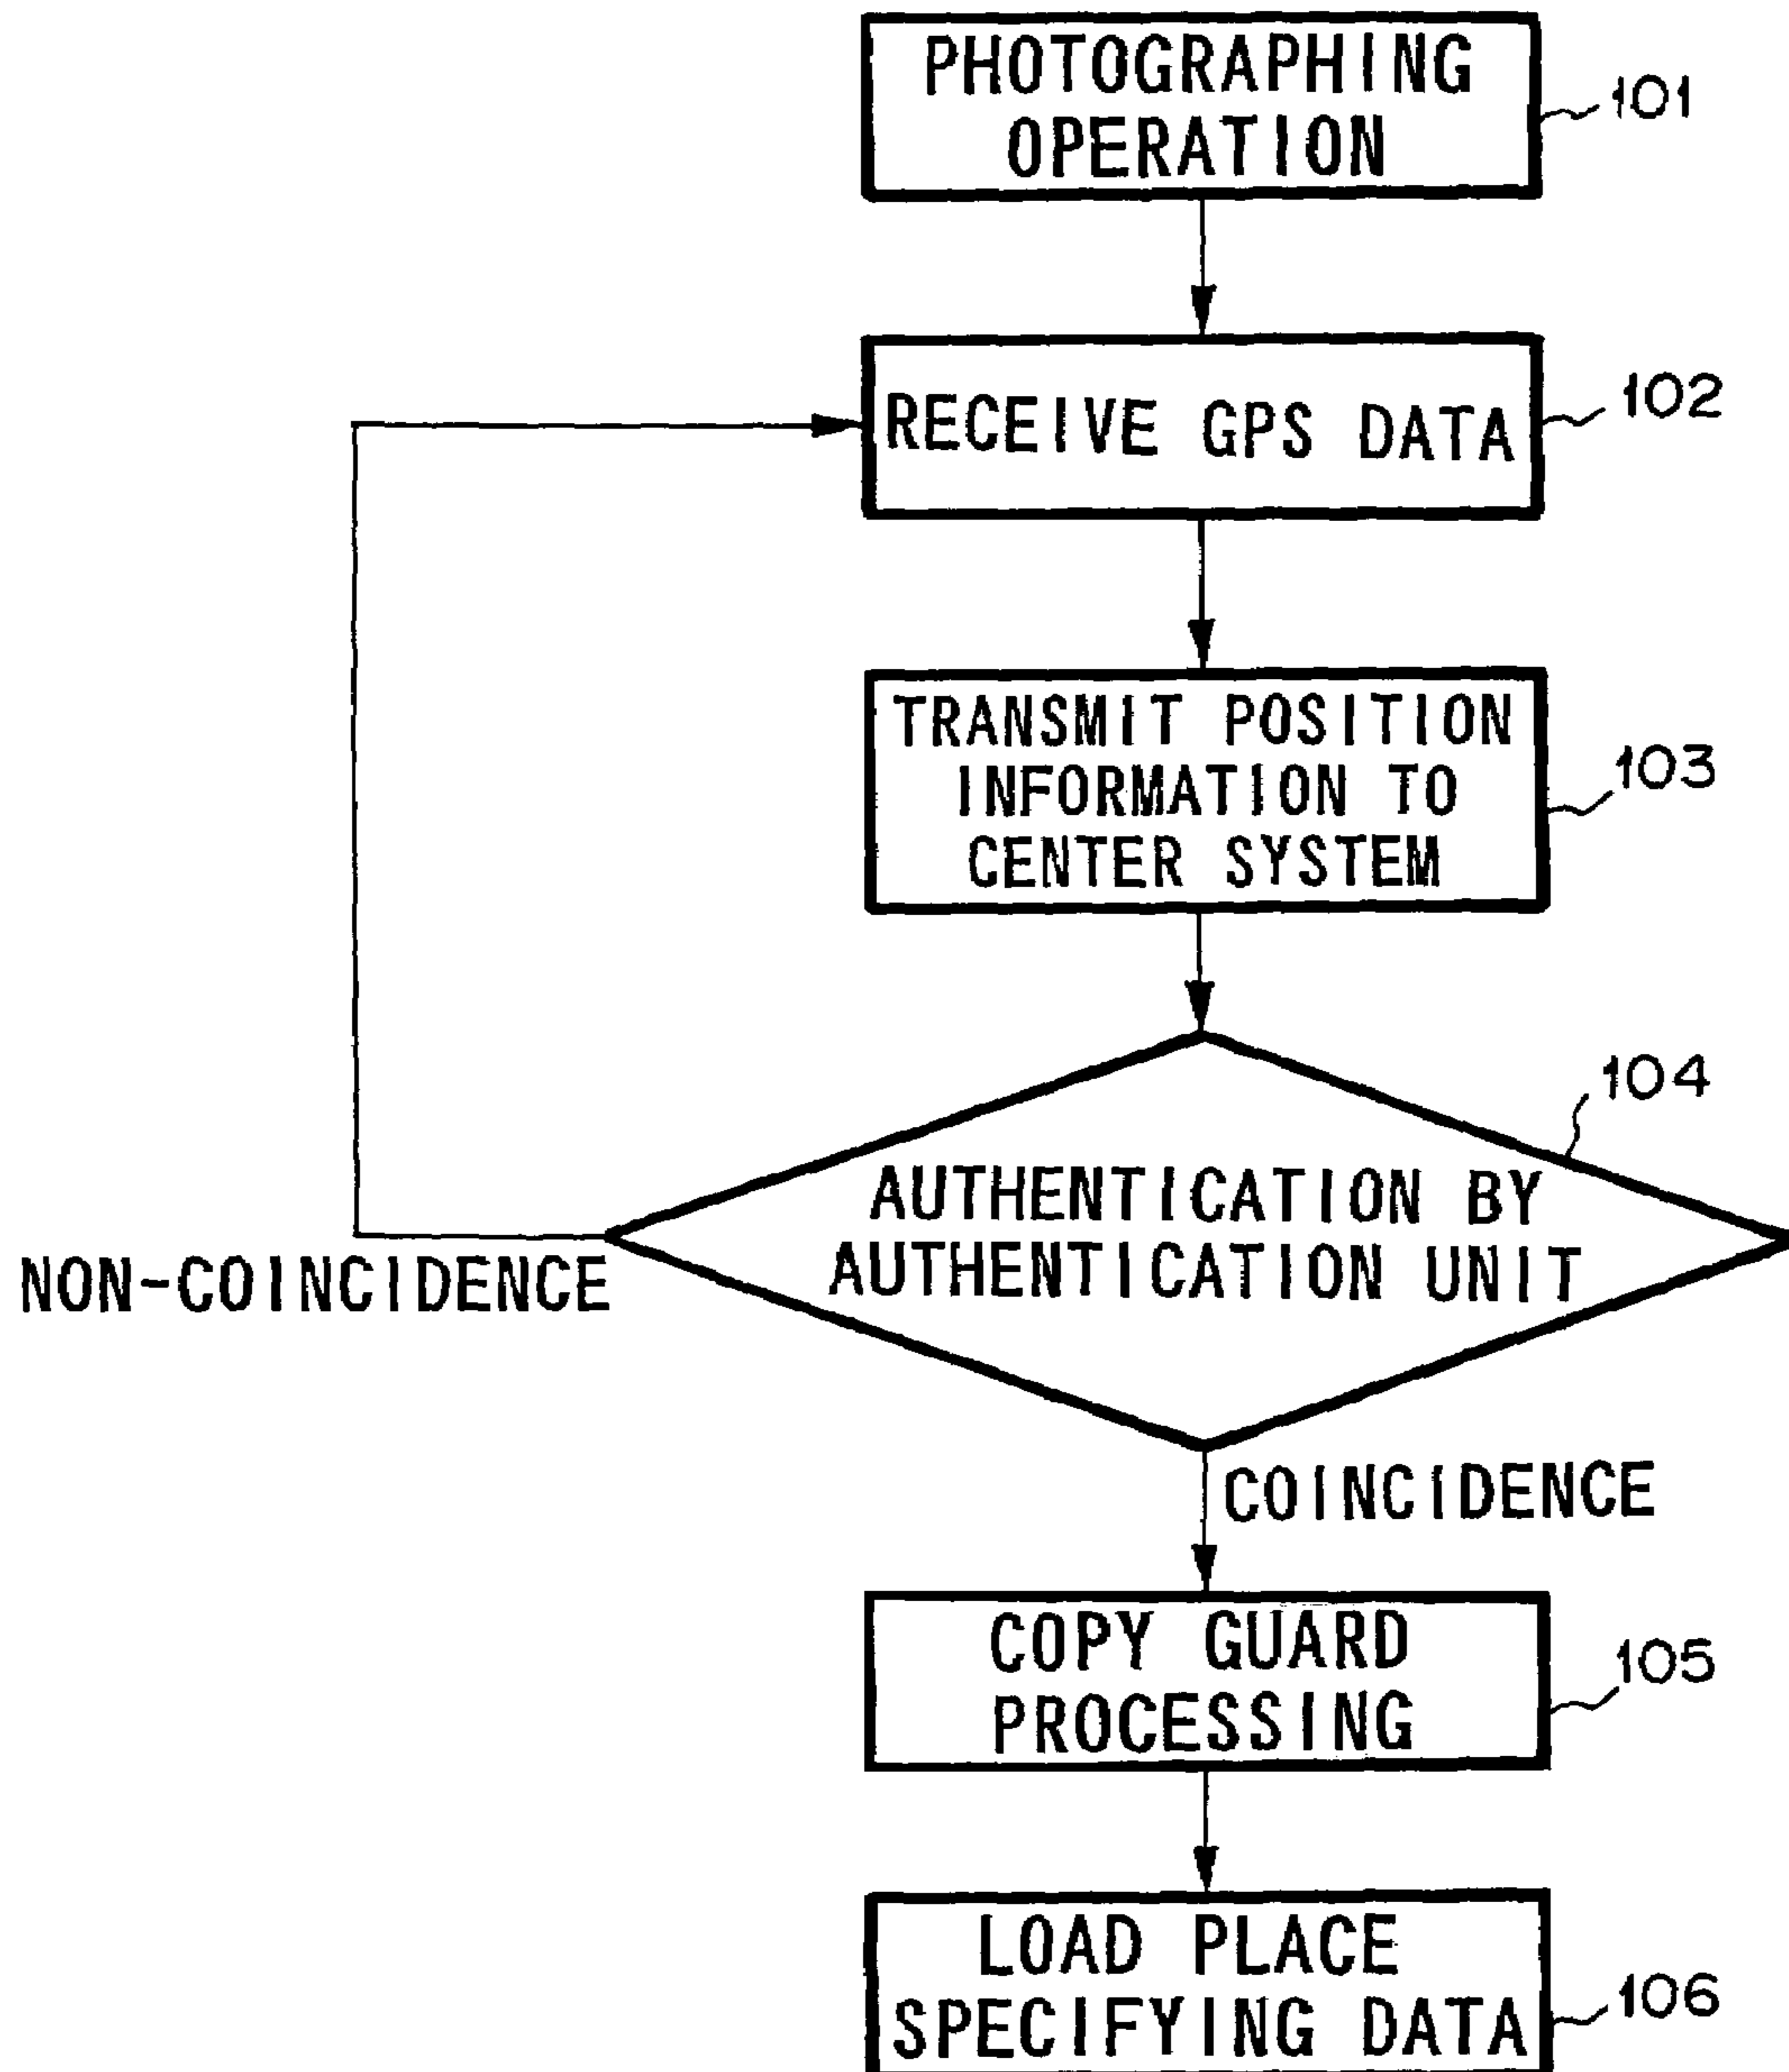 PHOTOGRAPHING
OPERATION
101
RECEIVE GPS DATA
102
TRANSMIT POSITION
INFORMATION TO
CENTER SYSTEM
103
104
AUTHENTICATION BY
AUTHENTICATION UNIT
NON-COINCIDENCE
COINCIDENCE
COPY GUARD
PROCESSING
105
LOAD PLACE
SPECIFYING DATA
106